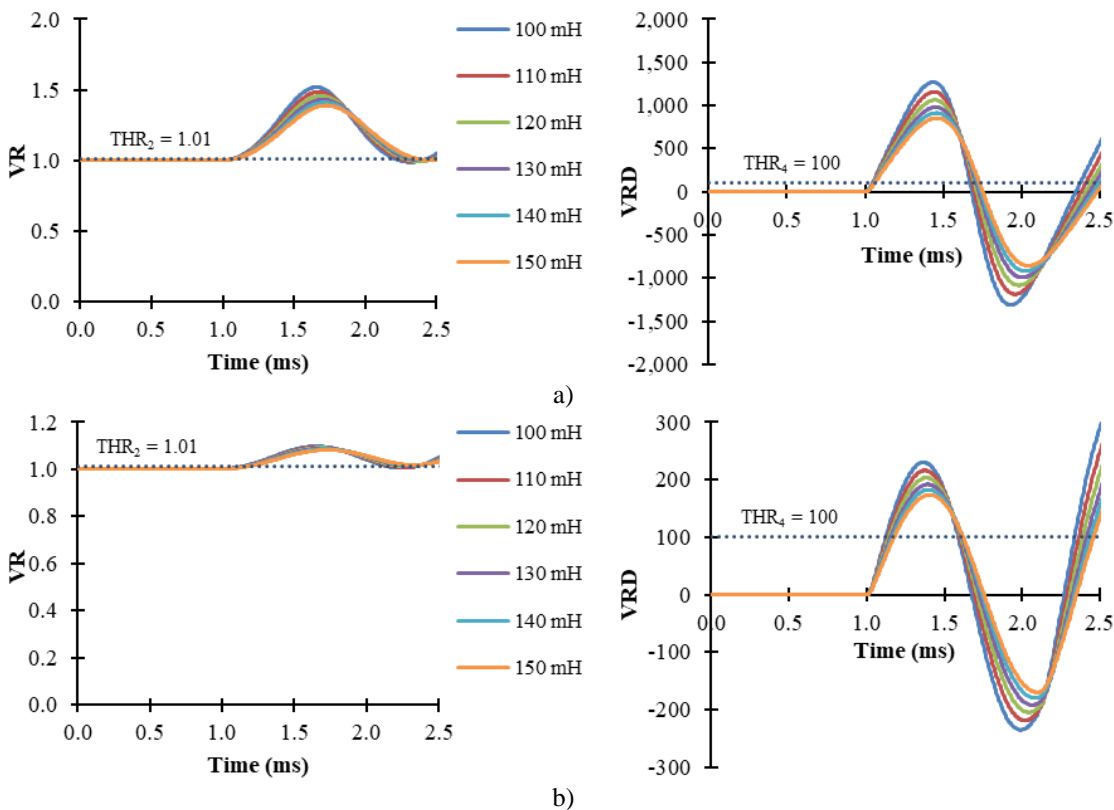 2.0
1.5
1.0
0.5
0.0
VR
THR2 = 1.01
0.0 0.5 1.0 1.5 2.0 2.5
Time (ms)
100 mH
110 mH
120 mH
130 mH
140 mH
150 mH
2,000
1,500
1,000
500
0
-500
-1,000
-1,500
-2,000
VRD
THR4 = 100
0.0 0.5 1.0 1.5 2.0 2.5
Time (ms)
a)
1.2
1.0
0.8
0.6
0.4
0.2
0.0
VR
THR2 = 1.01
0.0 0.5 1.0 1.5 2.0 2.5
Time (ms)
100 mH
110 mH
120 mH
130 mH
140 mH
150 mH
300
200
100
0
-100
-200
-300
VRD
THR4 = 100
0.0 0.5 1.0 1.5 2.0 2.5
Time (ms)
b)